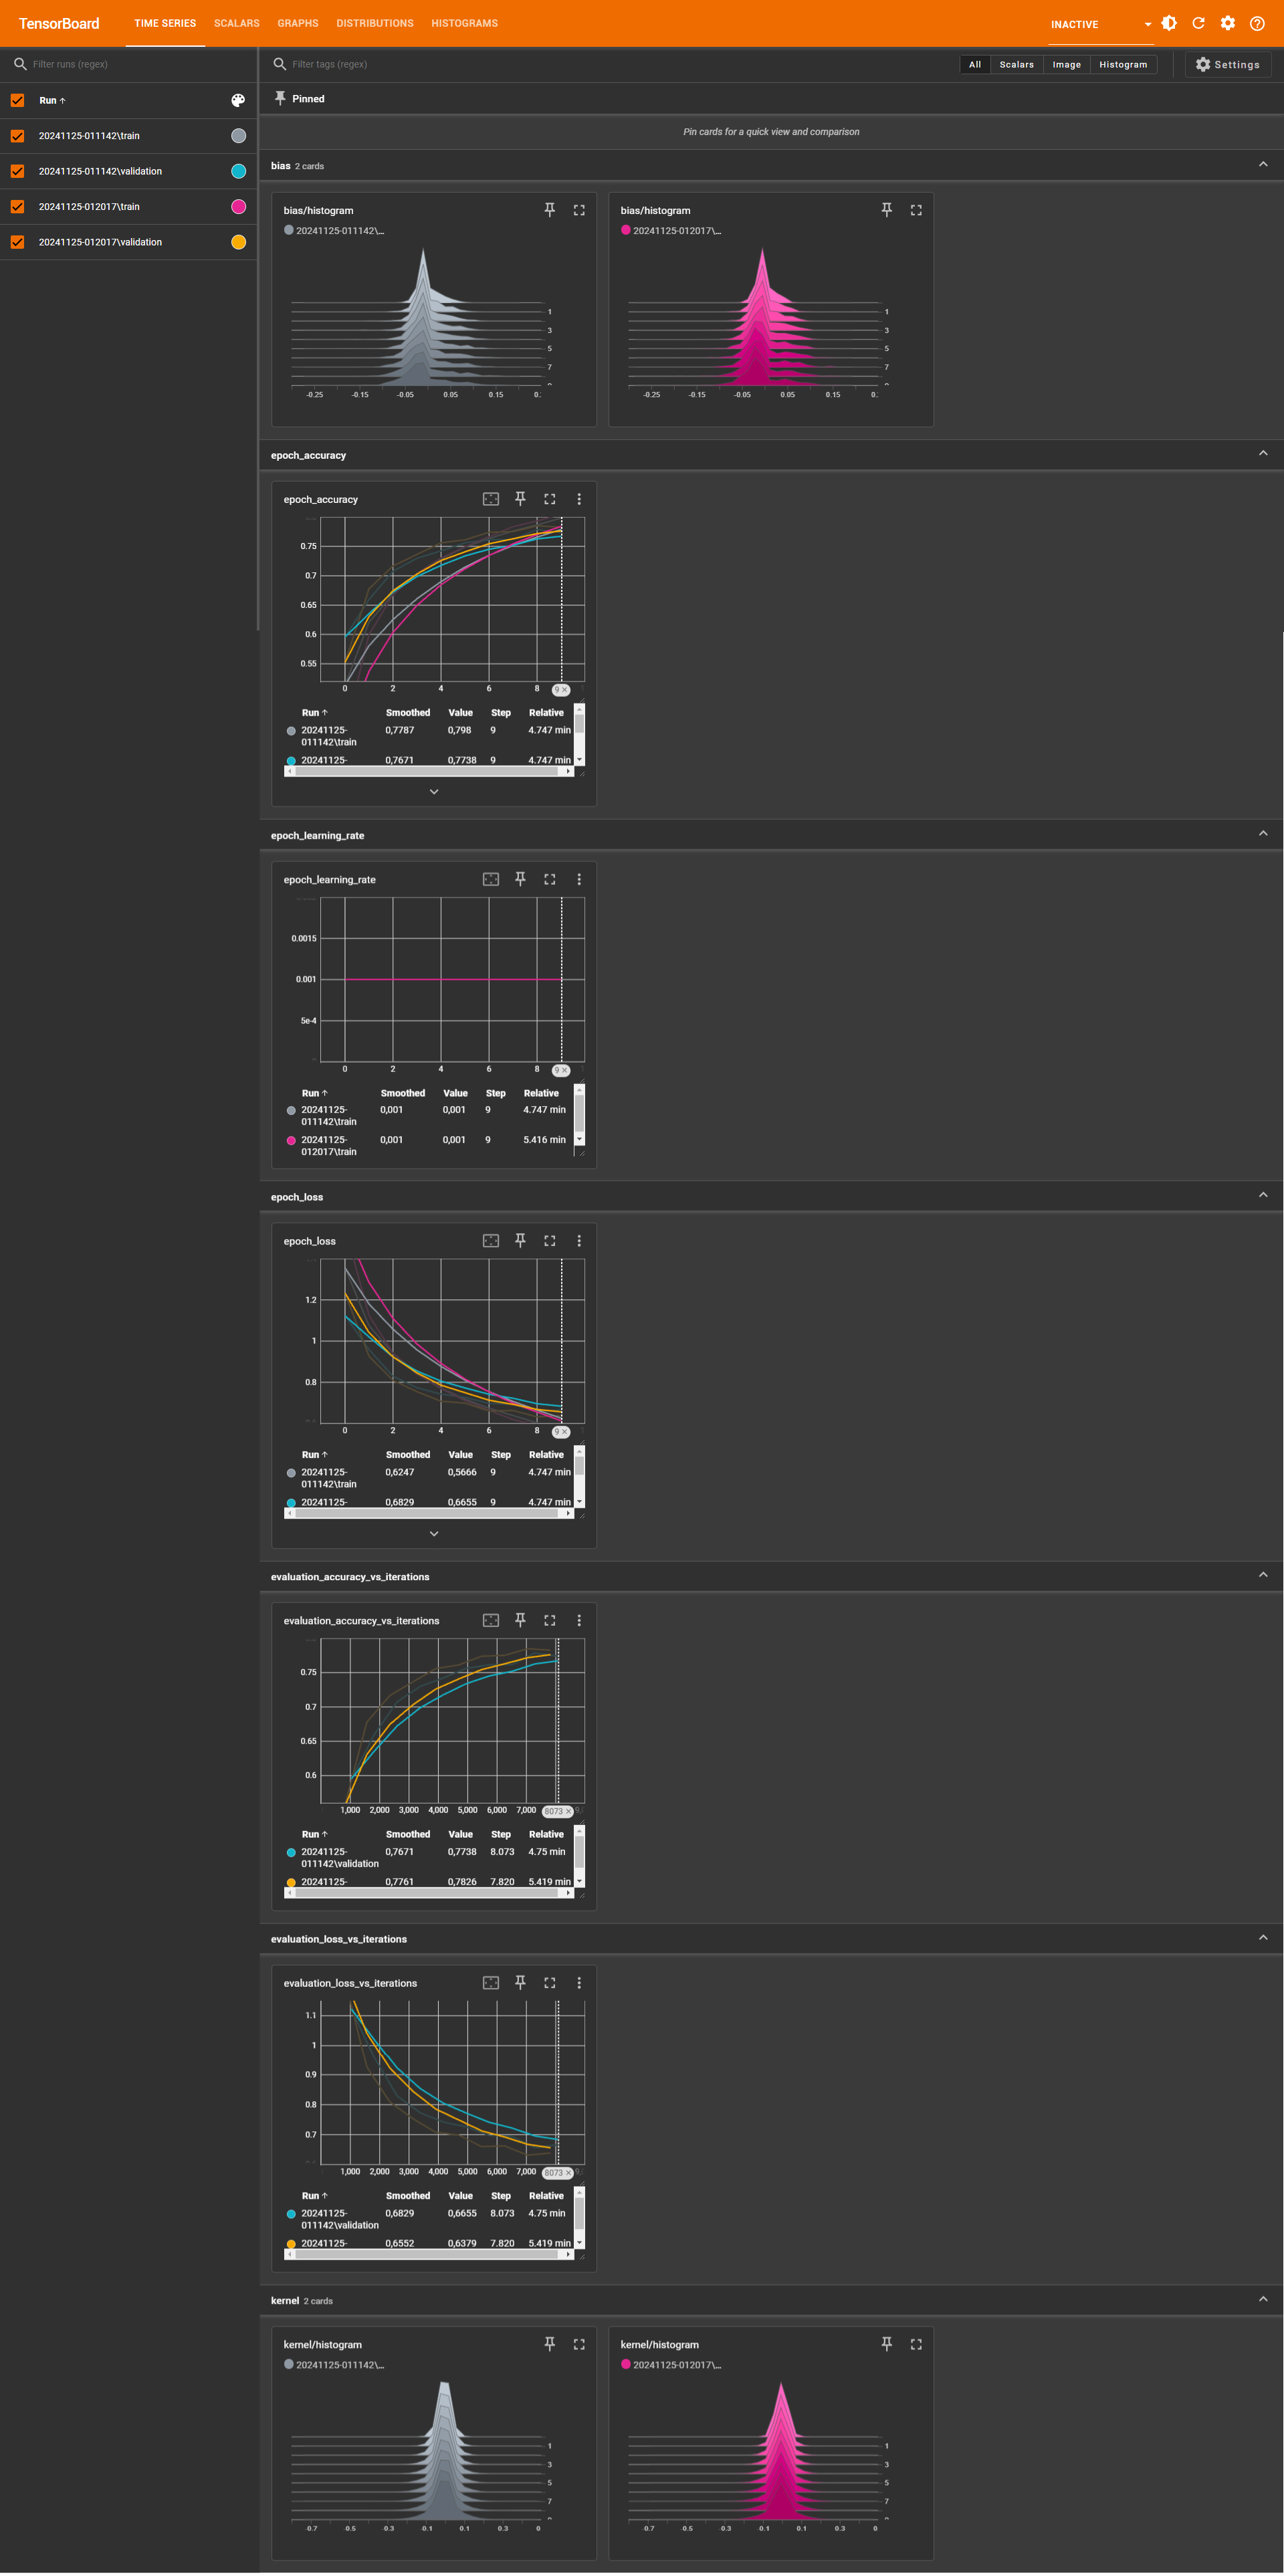 TensorBoard TIME SERIES SCALARS GRAPHS DISTRIBUTIONS HISTOGRAMS INACTIVE
Filter runs (regex)
Run
20241125-011142\train
20241125-011142\validation
20241125-012017\train
20241125-012017\validation
Filter tags (regex) All Scalars Image Histogram Settings
Pinned
Pin cards for a quick view and comparison
bias 2 cards
bias/histogram
20241125-011142\...
1
3
5
7
-0.25 -0.15 -0.05 0.05 0.15
bias/histogram
20241125-012017\...
1
3
5
7
-0.25 -0.15 -0.05 0.05 0.15
epoch_accuracy
epoch_accuracy
0.75
0.7
0.65
0.6
0.55
0 2 4 6 8 9 ×
Run ↑ Smoothed Value Step Relative
20241125- 0,7787 0,798 9 4.747 min
011142\train
20241125- 0,7671 0,7738 9 4.747 min
epoch_learning_rate
epoch_learning_rate
0.0015
0.001
5e-4
0 2 4 6 8 9 ×
Run ↑ Smoothed Value Step Relative
20241125- 0,001 0,001 9 4.747 min
011142\train
20241125- 0,001 0,001 9 5.416 min
012017\train
epoch_loss
epoch_loss
1.2
1
0.8
0 2 4 6 8 9 ×
Run ↑ Smoothed Value Step Relative
20241125- 0,6247 0,5666 9 4.747 min
011142\train
20241125- 0,6829 0,6655 9 4.747 min
evaluation_accuracy_vs_iterations
evaluation_accuracy_vs_iterations
0.75
0.7
0.65
0.6
1,000 2,000 3,000 4,000 5,000 6,000 7,000 8073 ×
Run ↑ Smoothed Value Step Relative
20241125- 0,7671 0,7738 8.073 4.75 min
011142\validation
20241125- 0,7761 0,7826 7.820 5.419 min
evaluation_loss_vs_iterations
evaluation_loss_vs_iterations
1.1
1
0.9
0.8
0.7
1,000 2,000 3,000 4,000 5,000 6,000 7,000 8073 ×
Run ↑ Smoothed Value Step Relative
20241125- 0,6829 0,6655 8.073 4.75 min
011142\validation
20241125- 0,6552 0,6379 7.820 5.419 min
kernel 2 cards
kernel/histogram
20241125-011142\...
1
3
5
7
-0.7 -0.5 -0.3 -0.1 0.1 0.3
kernel/histogram
20241125-012017\...
1
3
5
7
-0.7 -0.5 -0.3 -0.1 0.1 0.3